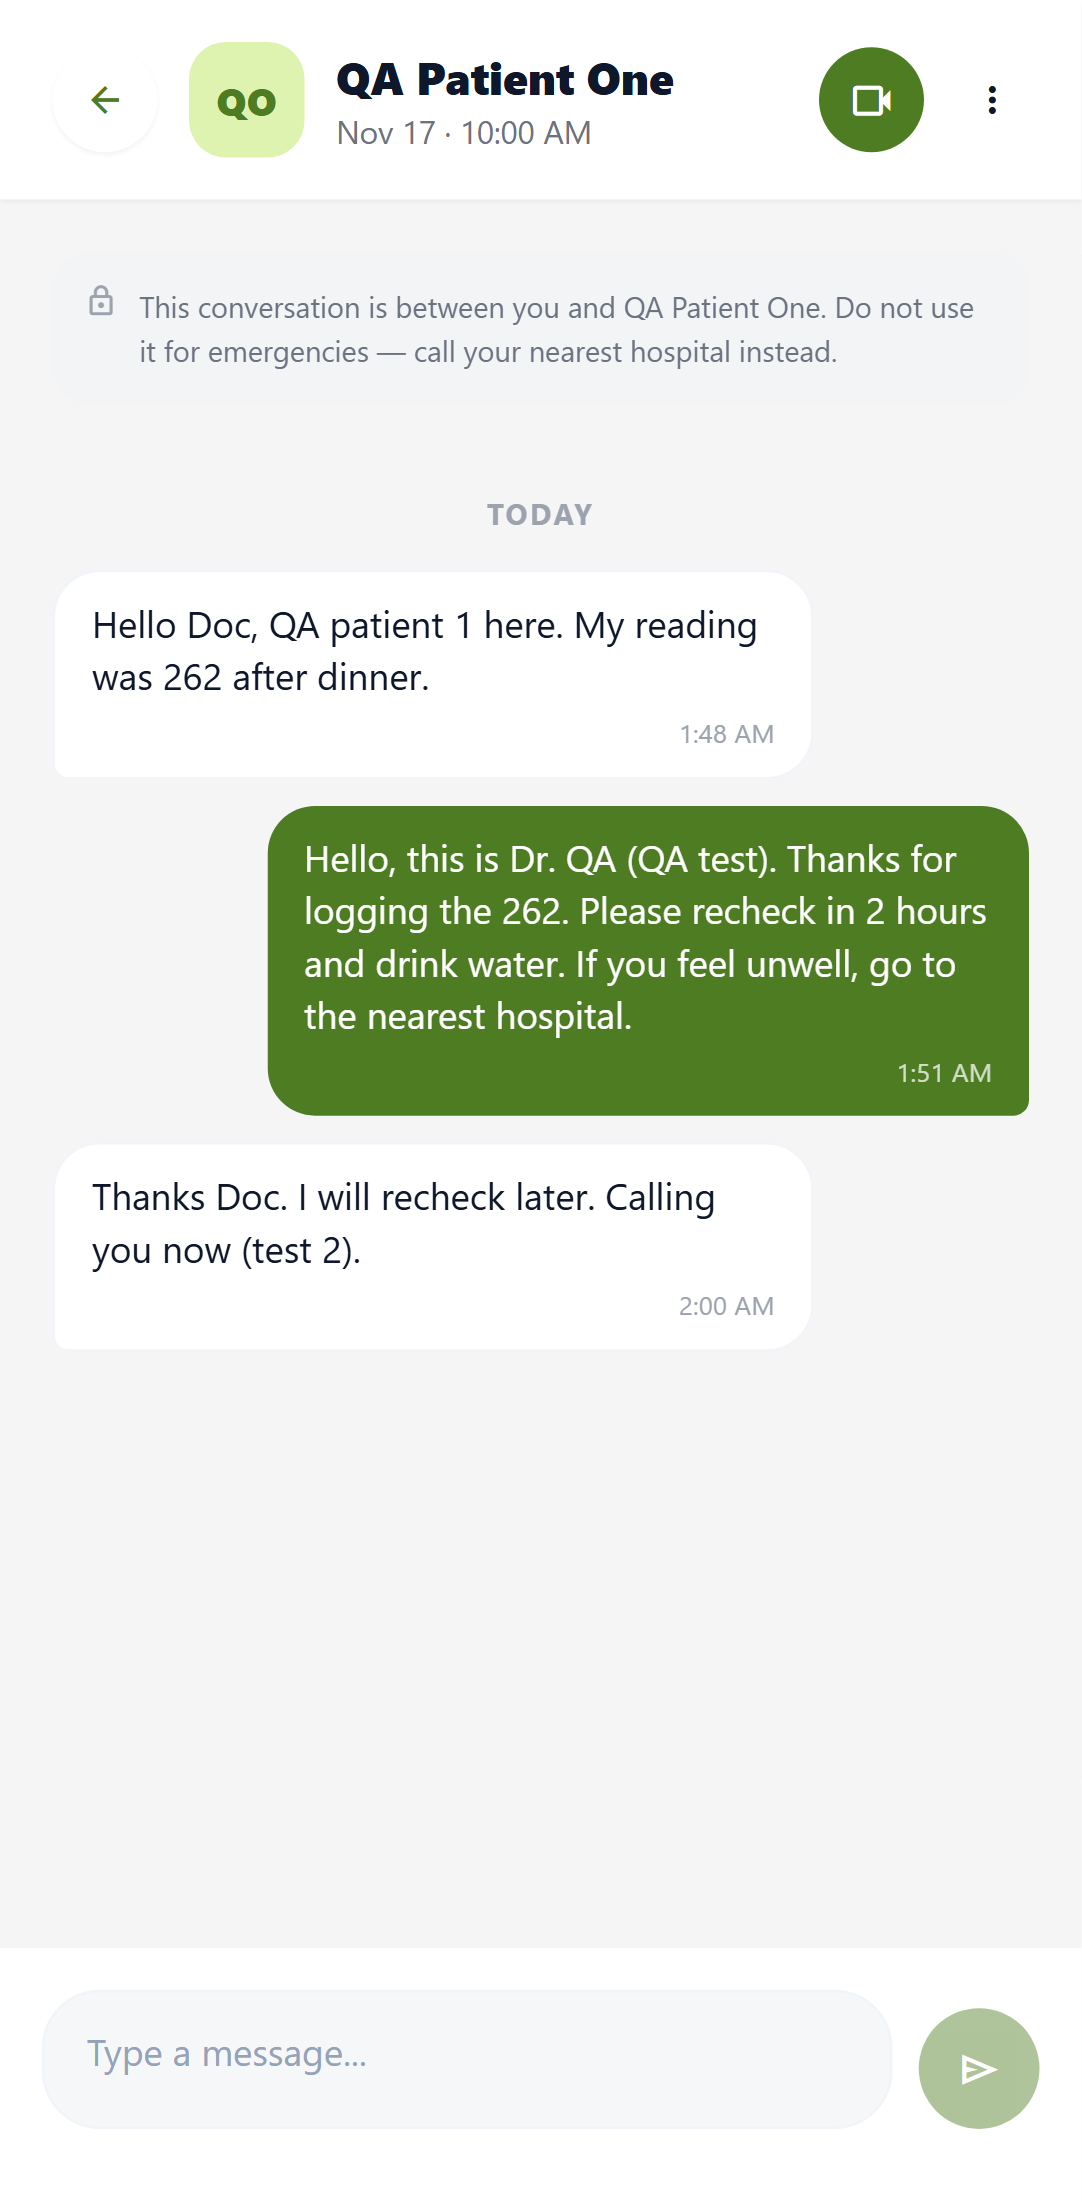 QO
QA Patient One
Nov 17 · 10:00 AM
This conversation is between you and QA Patient One. Do not use
it for emergencies — call your nearest hospital instead.
TODAY
Hello Doc, QA patient 1 here. My reading
was 262 after dinner.
1:48 AM
Hello, this is Dr. QA (QA test). Thanks for
logging the 262. Please recheck in 2 hours
and drink water. If you feel unwell, go to
the nearest hospital.
1:51 AM
Thanks Doc. I will recheck later. Calling
you now (test 2).
2:00 AM
Type a message...